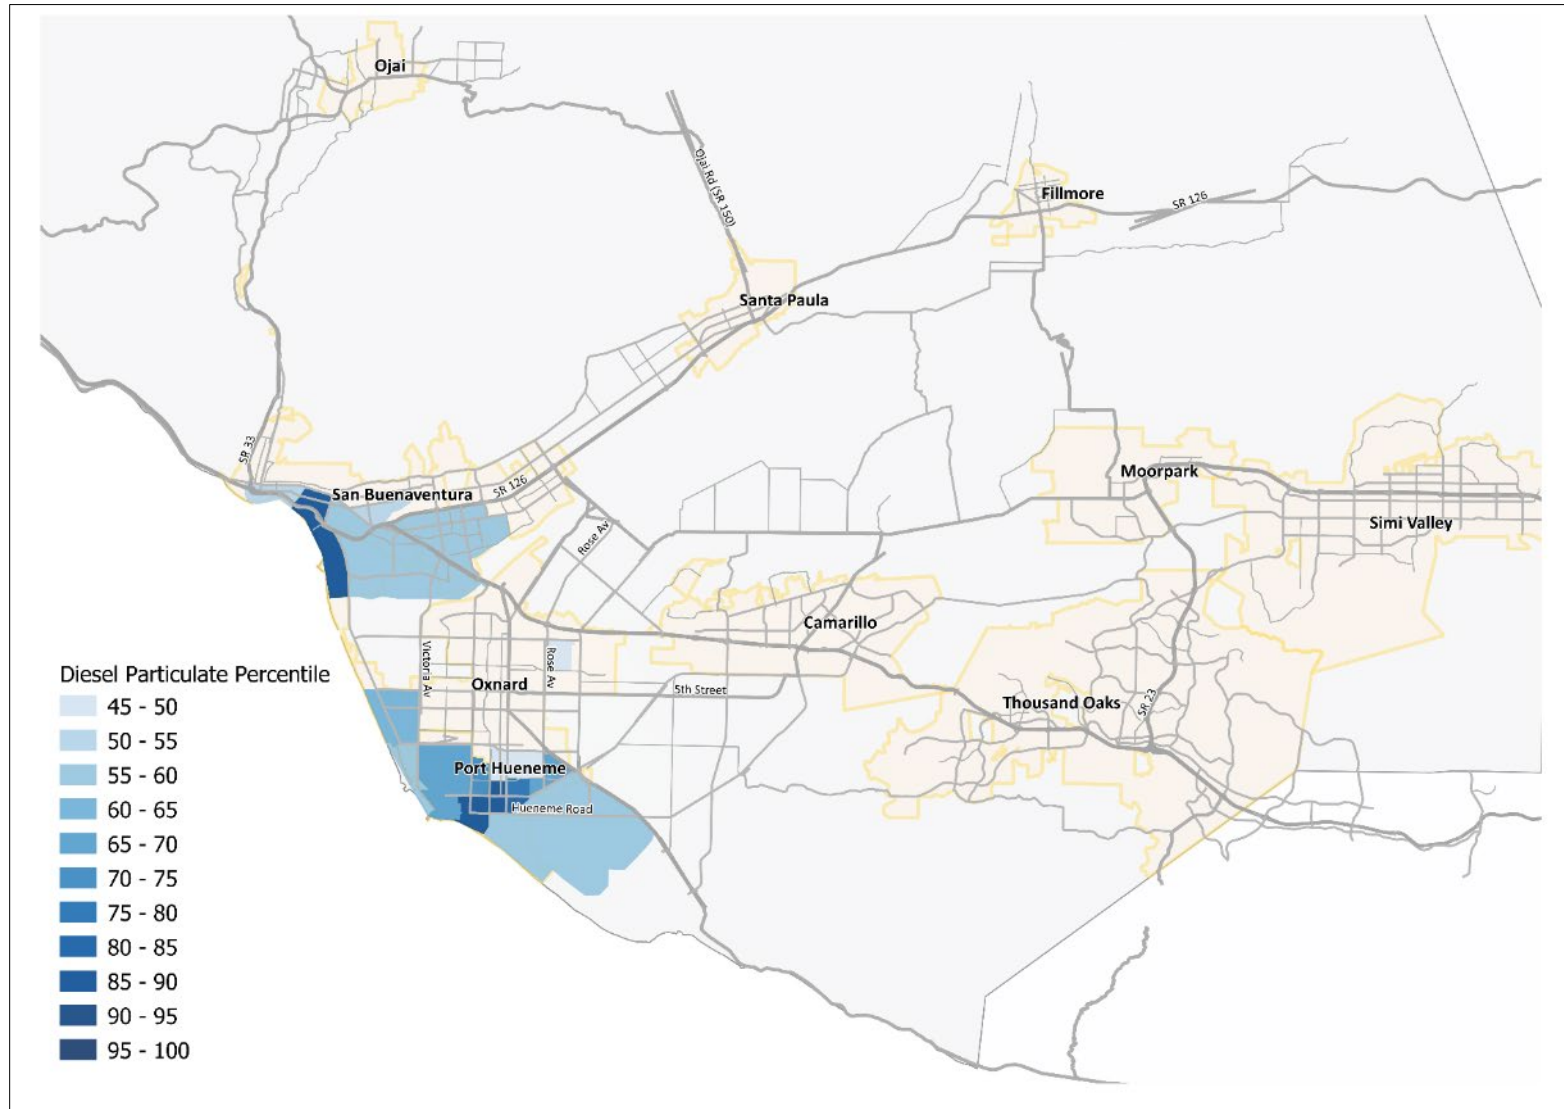 Ojai
Ojai Rd (SR 150)
Fillmore
SR 126
Santa Paula
SR 33
San Buenaventura
SR 126
Rose Av
Moorpark
Simi Valley
Camarillo
Victoria Av
Rose Av
Oxnard
5th Street
Thousand Oaks
SR 23
Port Hueneme
Hueneme Road
Diesel Particulate Percentile
45 - 50
50 - 55
55 - 60
60 - 65
65 - 70
70 - 75
75 - 80
80 - 85
85 - 90
90 - 95
95 - 100